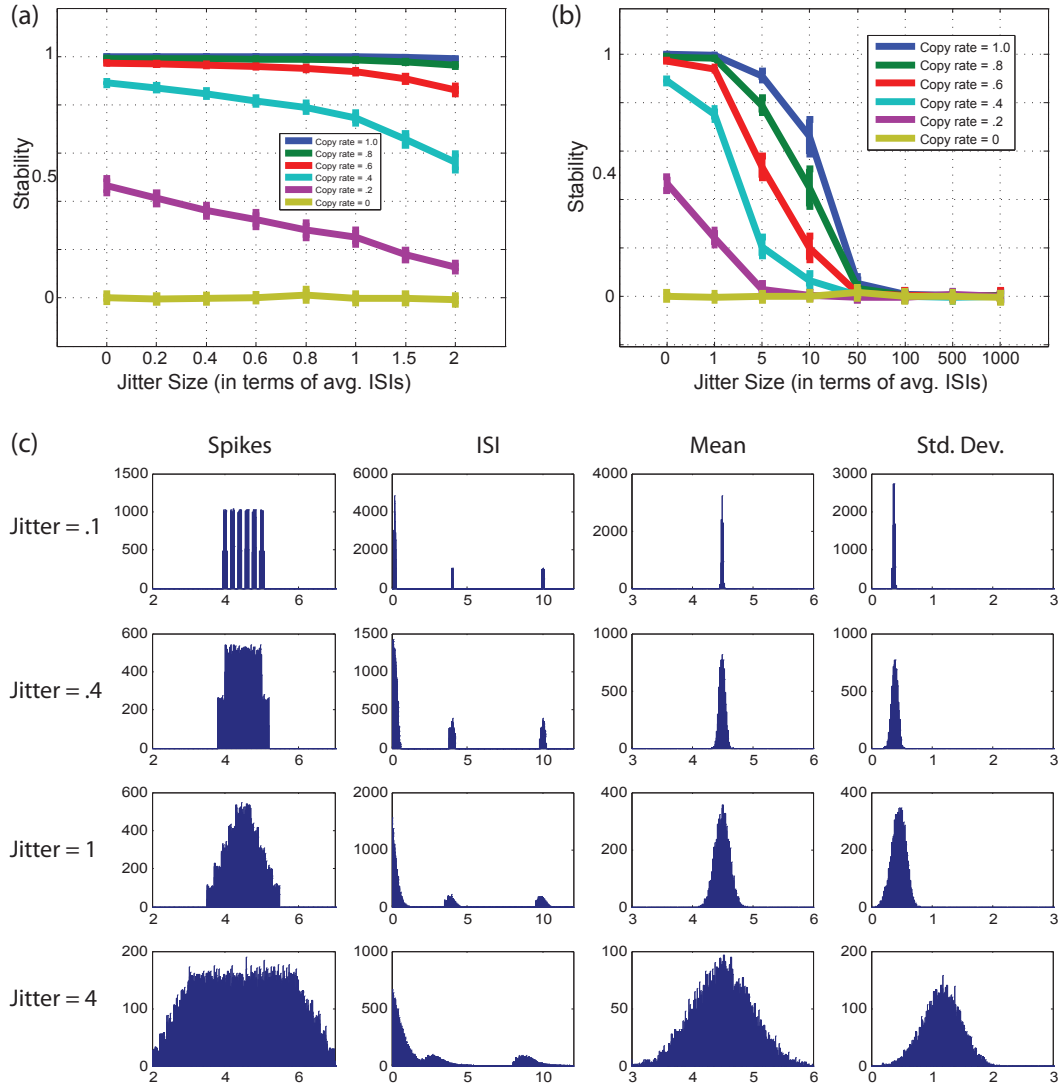 (a)
1
0.5
0
Stability
Copy rate = 1.0
Copy rate = .8
Copy rate = .6
Copy rate = .4
Copy rate = .2
Copy rate = 0
0 0.2 0.4 0.6 0.8 1 1.5 2
Jitter Size (in terms of avg. ISIs)
(b)
1
0.4
0
Stability
Copy rate = 1.0
Copy rate = .8
Copy rate = .6
Copy rate = .4
Copy rate = .2
Copy rate = 0
0 1 5 10 50 100 500 1000
Jitter Size (in terms of avg. ISIs)
(c)
Spikes ISI Mean Std. Dev.
Jitter = .1
1500
1000
500
0
2 4 6
6000
4000
2000
0
0 5 10
4000
2000
0
3 4 5 6
3000
2000
1000
0
0 1 2 3
Jitter = .4
600
400
200
0
2 4 6
1500
1000
500
0
0 5 10
1000
500
0
3 4 5 6
1000
500
0
0 1 2 3
Jitter = 1
600
400
200
0
2 4 6
2000
1000
0
0 5 10
400
200
0
3 4 5 6
400
200
0
0 1 2 3
Jitter = 4
200
100
0
2 4 6
1000
500
0
0 5 10
100
50
0
3 4 5 6
200
100
0
0 1 2 3